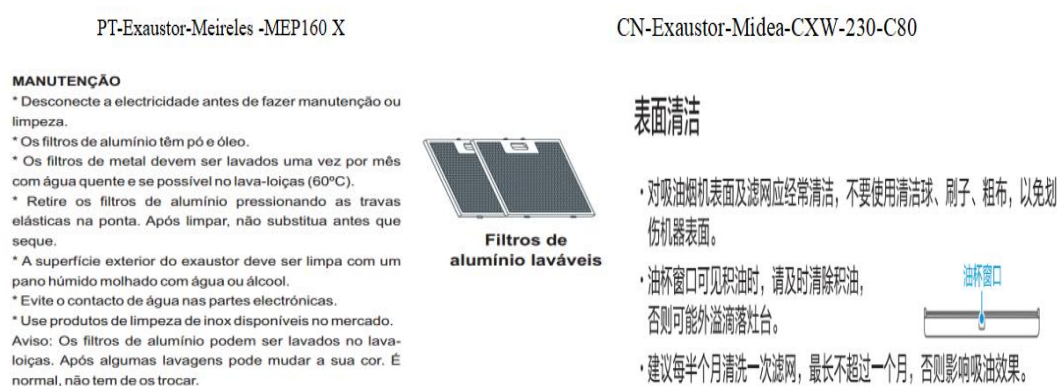 PT-Exaustor-Meireles -MEP160 X
MANUTENÇÃO
* Desconecte a electricidade antes de fazer manutenção ou
limpeza.
* Os filtros de alumínio têm pó e óleo.
* Os filtros de metal devem ser lavados uma vez por mês
com água quente e se possível no lava-loiças (60ºC).
* Retire os filtros de alumínio pressionando as travas
elásticas na ponta. Após limpar, não substitua antes que
seque.
* A superfície exterior do exaustor deve ser limpa com um
pano húmido molhado com água ou álcool.
* Evite o contacto de água nas partes electrónicas.
* Use produtos de limpeza de inox disponíveis no mercado.
Aviso: Os filtros de alumínio podem ser lavados no lava-
loiças. Após algumas lavagens pode mudar a sua cor. É
normal, não tem de os trocar.
Filtros de
alumínio laváveis
CN-Exaustor-Midea-CXW-230-C80
表面清洁
·对吸油烟机表面及滤网应经常清洁，不要使用清洁球、刷子、粗布，以免划
伤机器表面。
·油杯窗口可见积油时，请及时清除积油，
否则可能外溢滴落灶台。
油杯窗口
·建议每半个月清洗一次滤网，最长不超过一个月，否则影响吸油效果。